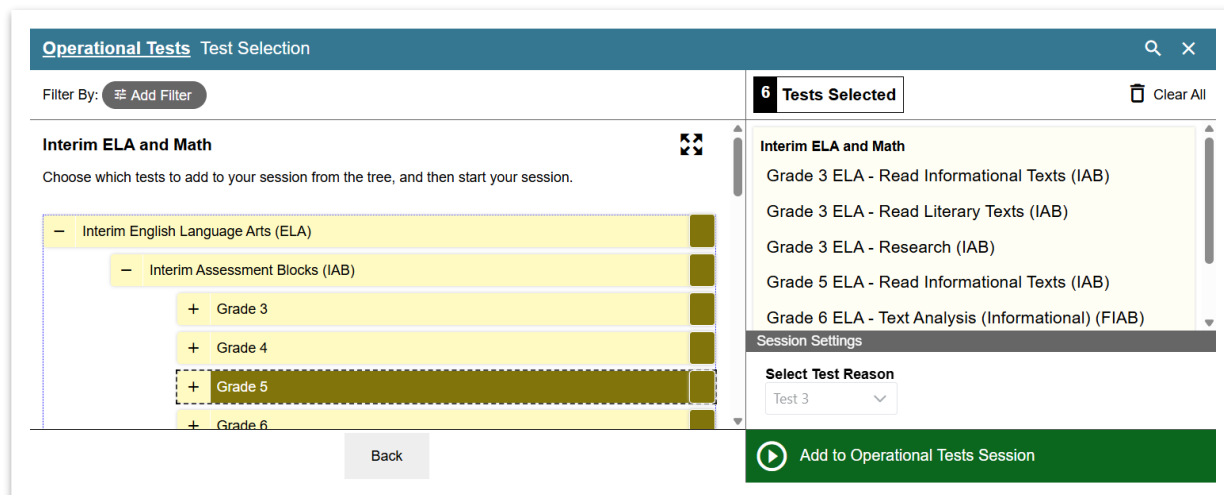 Operational Tests Test Selection
Filter By: Add Filter
6 Tests Selected
Clear All
Interim ELA and Math
Choose which tests to add to your session from the tree, and then start your session.
− Interim English Language Arts (ELA)
− Interim Assessment Blocks (IAB)
+ Grade 3
+ Grade 4
+ Grade 5
+ Grade 6
Back
Interim ELA and Math
Grade 3 ELA - Read Informational Texts (IAB)
Grade 3 ELA - Read Literary Texts (IAB)
Grade 3 ELA - Research (IAB)
Grade 5 ELA - Read Informational Texts (IAB)
Grade 6 ELA - Text Analysis (Informational) (FIAB)
Session Settings
Select Test Reason
Test 3
Add to Operational Tests Session